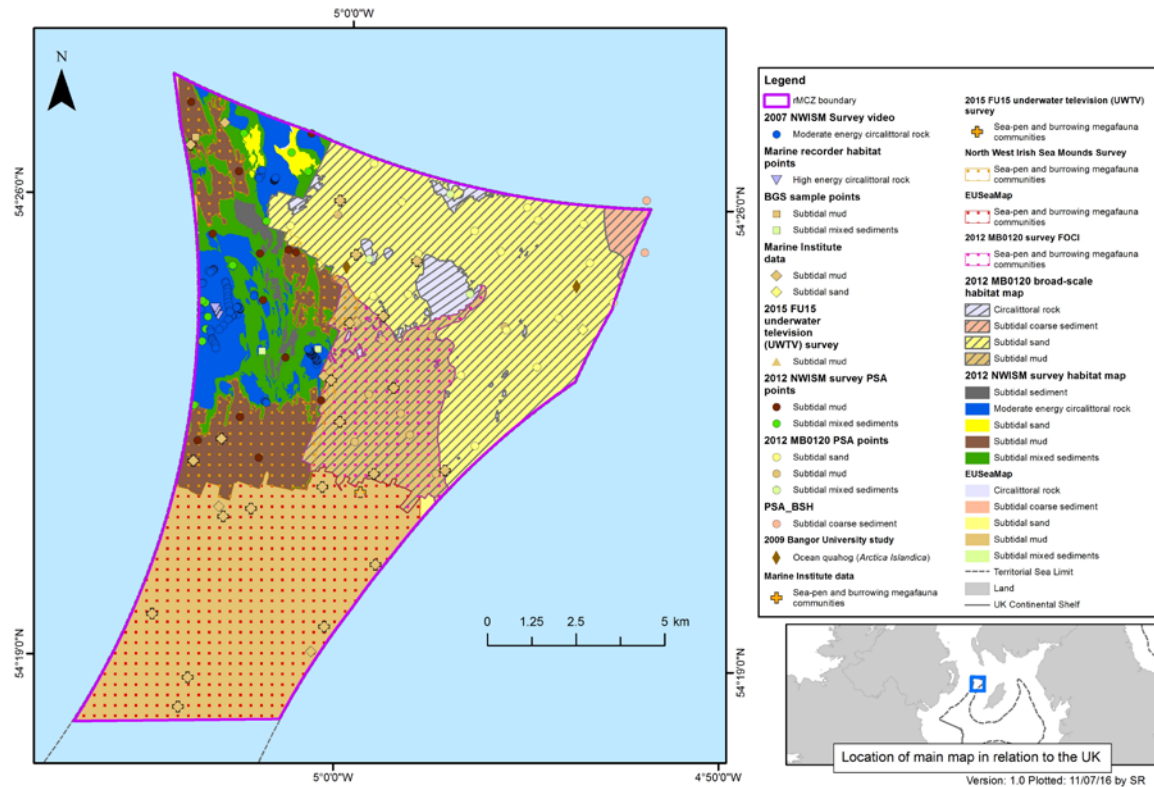 5°0'0"W
N
54°26'0"N
54°26'0"N
54°19'0"N
54°19'0"N
0 1.25 2.5 5 km
5°0'0"W
4°50'0"W
Legend
rMCZ boundary
2007 NWISM Survey video
Moderate energy circalittoral rock
Marine recorder habitat
points
High energy circalittoral rock
BGS sample points
Subtidal mud
Subtidal mixed sediments
Marine Institute
data
Subtidal mud
Subtidal sand
2015 FU15
underwater
television
(UWTV) survey
Subtidal mud
2012 NWISM survey PSA
points
Subtidal mud
Subtidal mixed sediments
2012 MB0120 PSA points
Subtidal sand
Subtidal mud
Subtidal mixed sediments
PSA_BSH
Subtidal coarse sediment
2009 Bangor University study
Ocean quahog (Arctica Islandica)
Marine Institute data
Sea-pen and burrowing megafauna
communities
2015 FU15 underwater television (UWTV)
survey
Sea-pen and burrowing megafauna
communities
North West Irish Sea Mounds Survey
Sea-pen and burrowing megafauna
communities
EUSeaMap
Sea-pen and burrowing megafauna
communities
2012 MB0120 survey FOCI
Sea-pen and burrowing megafauna
communities
2012 MB0120 broad-scale
habitat map
Circalittoral rock
Subtidal coarse sediment
Subtidal sand
Subtidal mud
2012 NWISM survey habitat map
Subtidal sediment
Moderate energy circalittoral rock
Subtidal sand
Subtidal mud
Subtidal mixed sediments
EUSeaMap
Circalittoral rock
Subtidal coarse sediment
Subtidal sand
Subtidal mud
Subtidal mixed sediments
Territorial Sea Limit
Land
UK Continental Shelf
Location of main map in relation to the UK
Version: 1.0 Plotted: 11/07/16 by SR